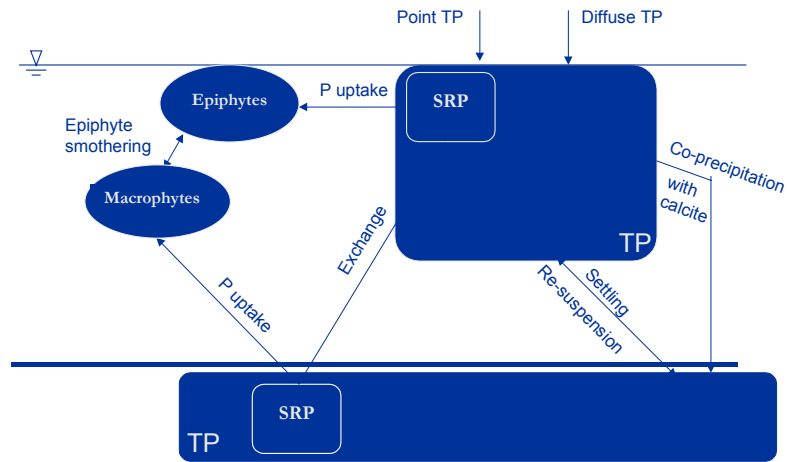 Point TP
Diffuse TP
Epiphytes
P uptake
SRP
Epiphyte
smothering
Co-precipitation
with
calcite
Macrophytes
TP
Exchange
Settling
Re-suspension
P uptake
SRP
TP